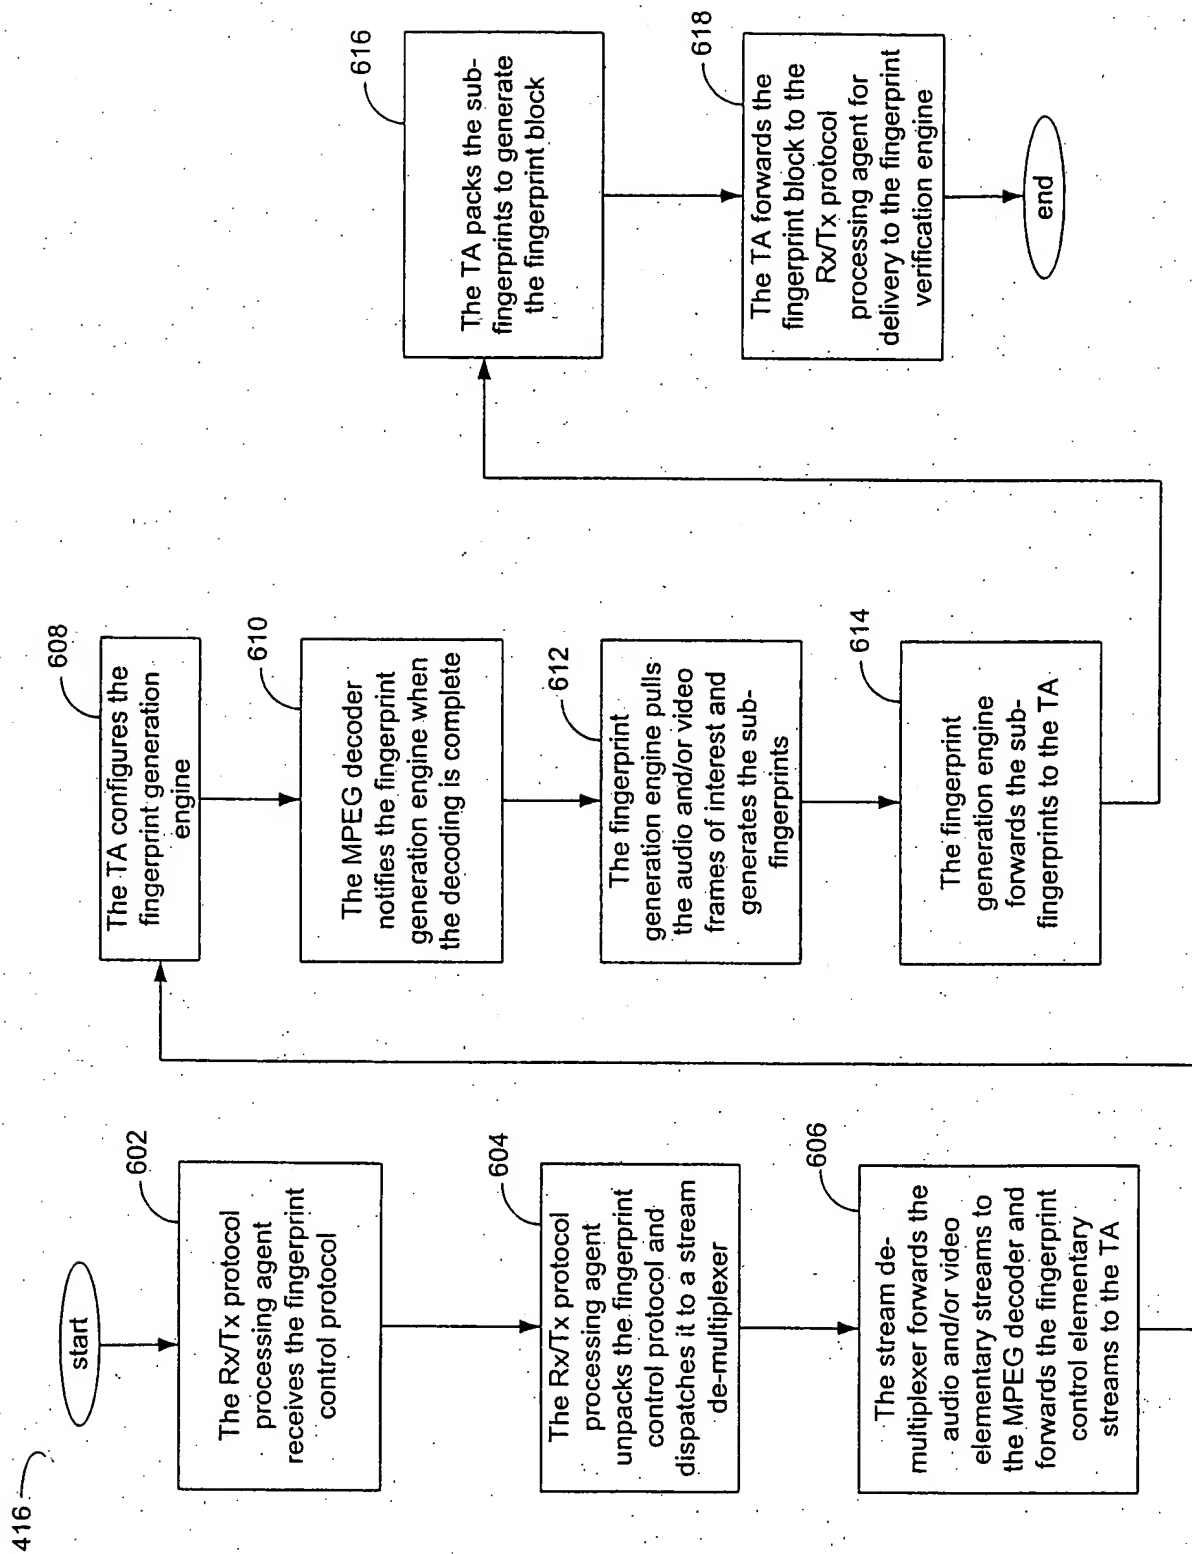 416
start
602
The Rx/Tx protocol
processing agent
receives the fingerprint
control protocol
604
The Rx/Tx protocol
processing agent
unpacks the fingerprint
control protocol and
dispatches it to a stream
de-multiplexer
606
The stream de-
multiplexer forwards the
audio and/or video
elementary streams to
the MPEG decoder and
forwards the fingerprint
control elementary
streams to the TA
608
The TA configures the
fingerprint generation
engine
610
The MPEG decoder
notifies the fingerprint
generation engine when
the decoding is complete
612
The fingerprint
generation engine pulls
the audio and/or video
frames of interest and
generates the sub-
fingerprints
614
The fingerprint
generation engine
forwards the sub-
fingerprints to the TA
616
The TA packs the sub-
fingerprints to generate
the fingerprint block
618
The TA forwards the
fingerprint block to the
Rx/Tx protocol
processing agent for
delivery to the fingerprint
verification engine
end